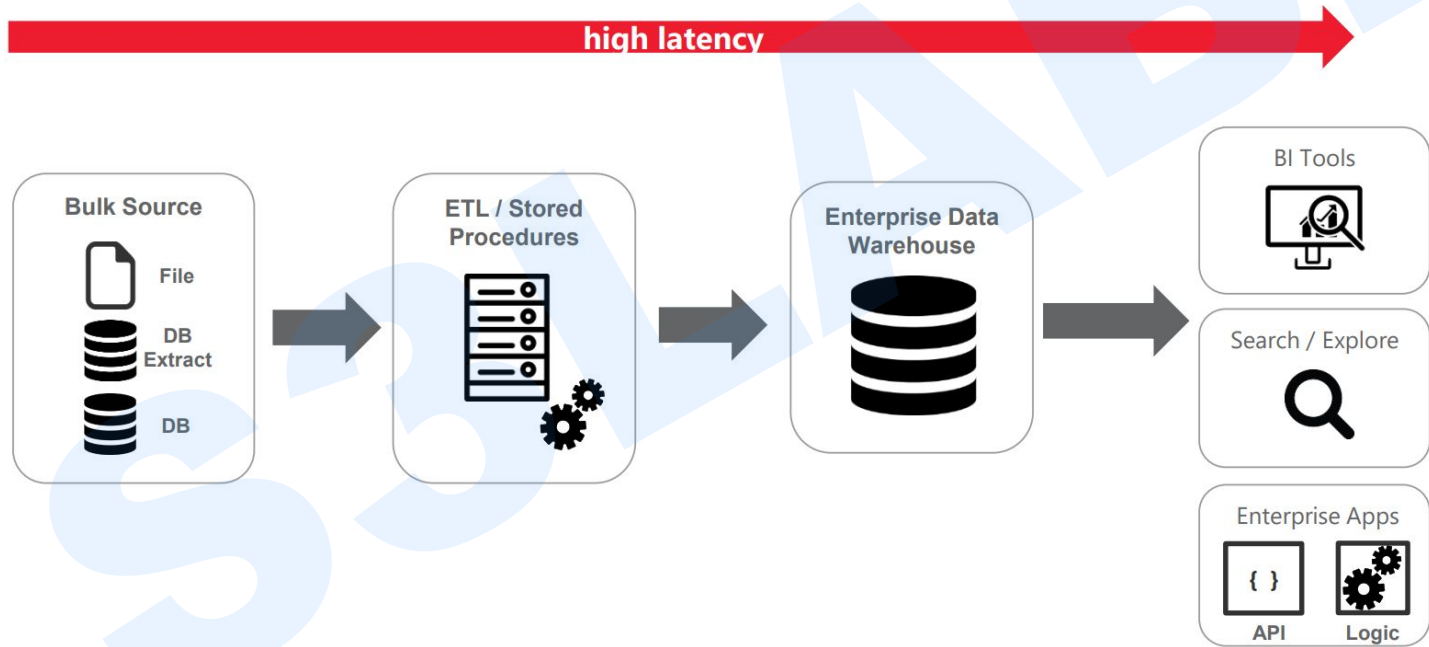 high latency
Bulk Source
File
DB
Extract
DB
ETL / Stored
Procedures
{ }
Enterprise Data
Warehouse
BI Tools
Search / Explore
Enterprise Apps
API
Logic
S3LAB